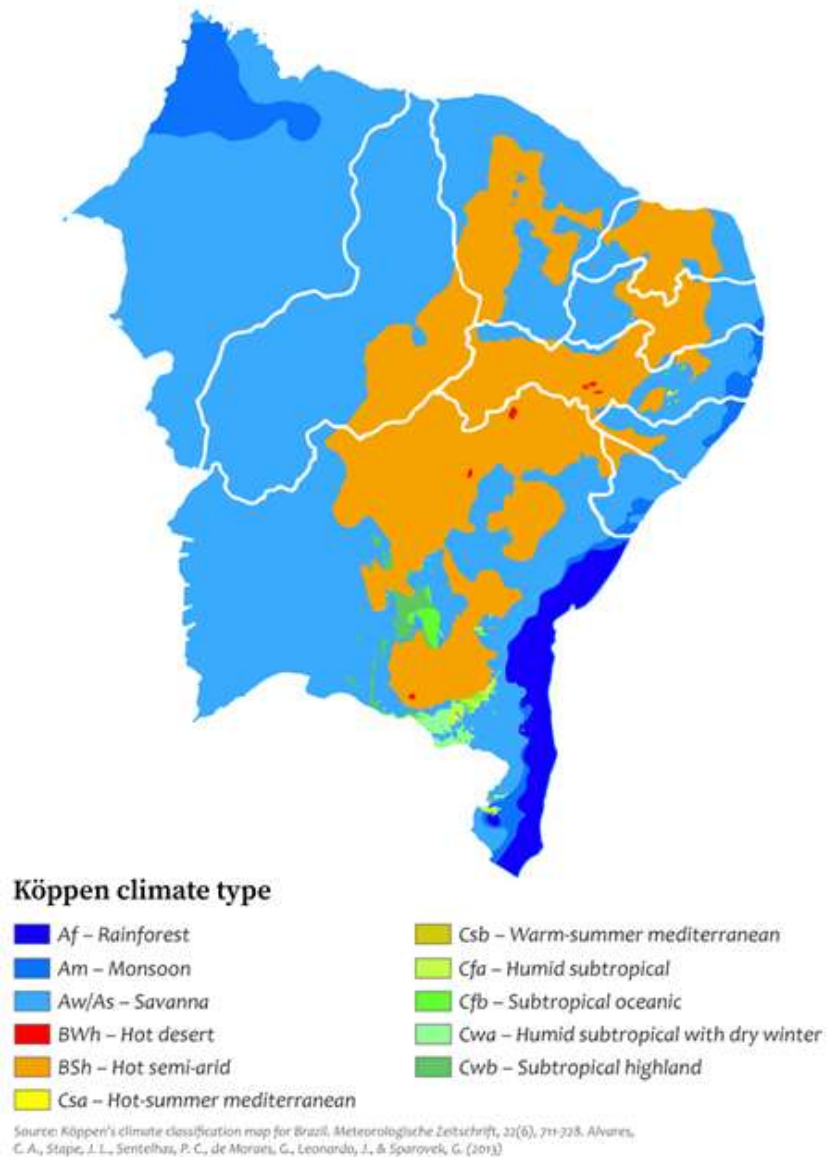 Köppen climate type
Af – Rainforest
Am – Monsoon
Aw/As – Savanna
BWh – Hot desert
BSh – Hot semi-arid
Csa – Hot-summer mediterranean
Csb – Warm-summer mediterranean
Cfa – Humid subtropical
Cfb – Subtropical oceanic
Cwa – Humid subtropical with dry winter
Cwb – Subtropical highland
Source: Köppen's climate classification map for Brazil. Meteorologische Zeitschrift, 22(6), 711-728. Alvares,
C. A., Stape, J. L., Sentelhas, P. C., de Moraes, G., Leonardo, J., & Sparovek, G. (2013)